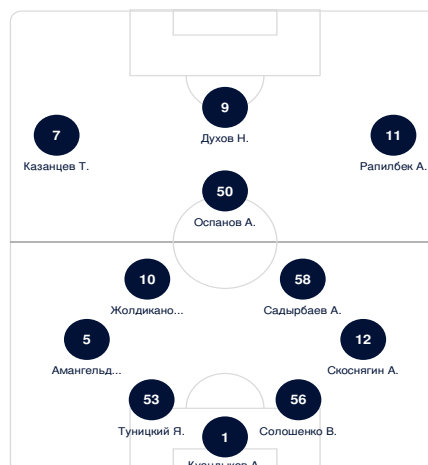 9
Духов Н.
7
Казанцев Т.
11
Рапилбек А.
50
Оспанов А.
10
Жолдикано...
58
Садырбаев А.
5
Амангельд...
12
Скоснягин А.
53
Туницкий Я.
56
Солошенко В.
1